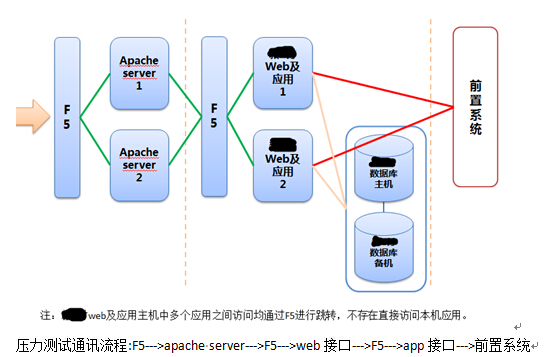 F5
Apache server 1
Apache server 2
F5
Web及应用 1
Web及应用 2
数据库主机
数据库备机
前置系统
注：web及应用主机中多个应用之间访问均通过F5进行跳转，不存在直接访问本机应用。
压力测试通讯流程:F5--->apache·server--->F5--->web 接口--->F5--->app 接口--->前置系统